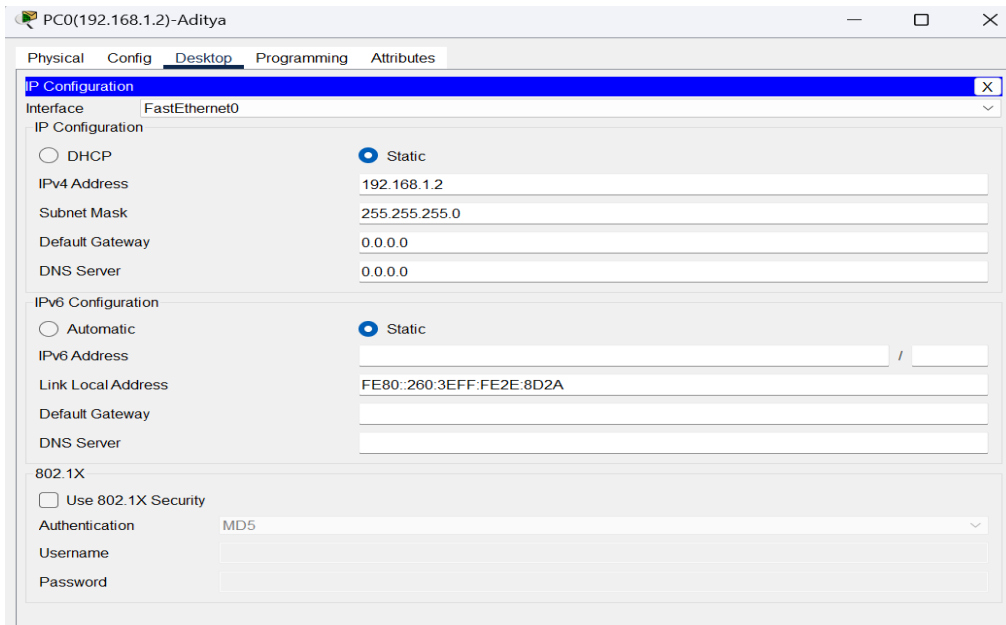 PC0(192.168.1.2)-Aditya
Physical Config Desktop Programming Attributes
IP Configuration X
Interface FastEthernet0
IP Configuration
DHCP Static
IPv4 Address 192.168.1.2
Subnet Mask 255.255.255.0
Default Gateway 0.0.0.0
DNS Server 0.0.0.0
IPv6 Configuration
Automatic Static
IPv6 Address /
Link Local Address FE80::260:3EFF:FE2E:8D2A
Default Gateway
DNS Server
802.1X
Use 802.1X Security
Authentication MD5
Username
Password